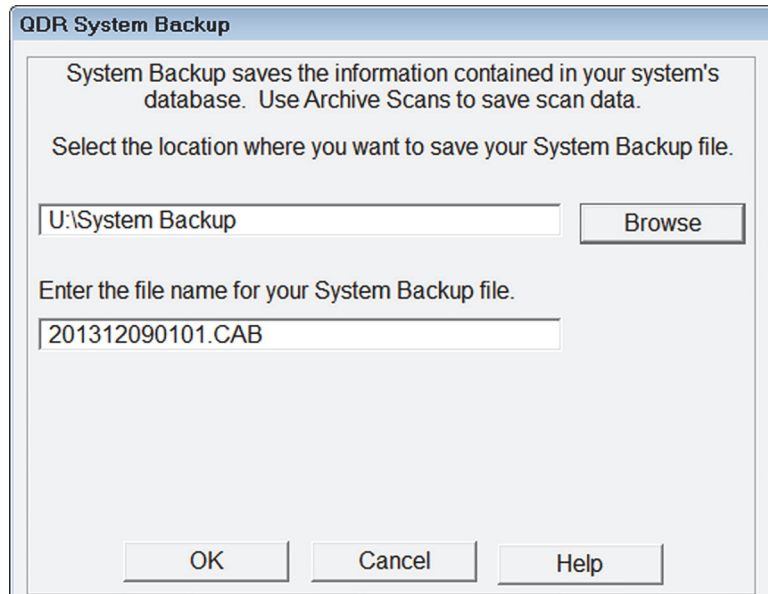 QDR System Backup
System Backup saves the information contained in your system's
database.  Use Archive Scans to save scan data.
Select the location where you want to save your System Backup file.
U:\System Backup
Browse
Enter the file name for your System Backup file.
201312090101.CAB
OK
Cancel
Help